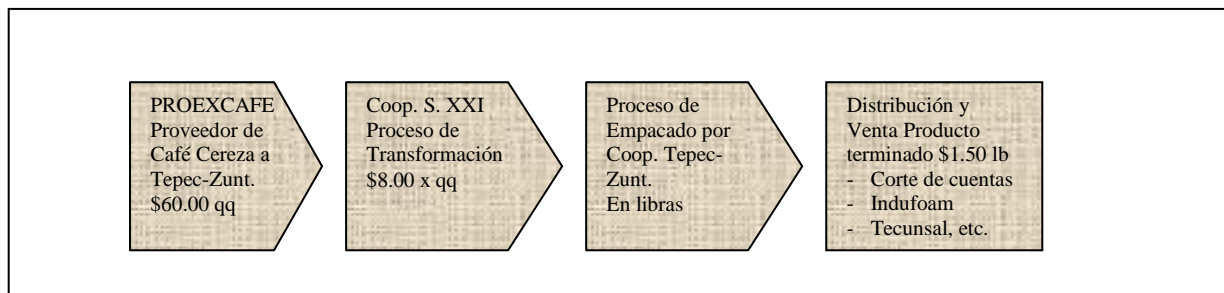 PROEXCAFE
Proveedor de
Café Cereza a
Tepec-Zunt.
$60.00 qq
Coop. S. XXI
Proceso de
Transformación
$8.00 x qq
Proceso de
Empacado por
Coop. Tepec-
Zunt.
En libras
Distribución y
Venta Producto
terminado $1.50 lb
- Corte de cuentas
- Indufoam
- Tecunsal, etc.